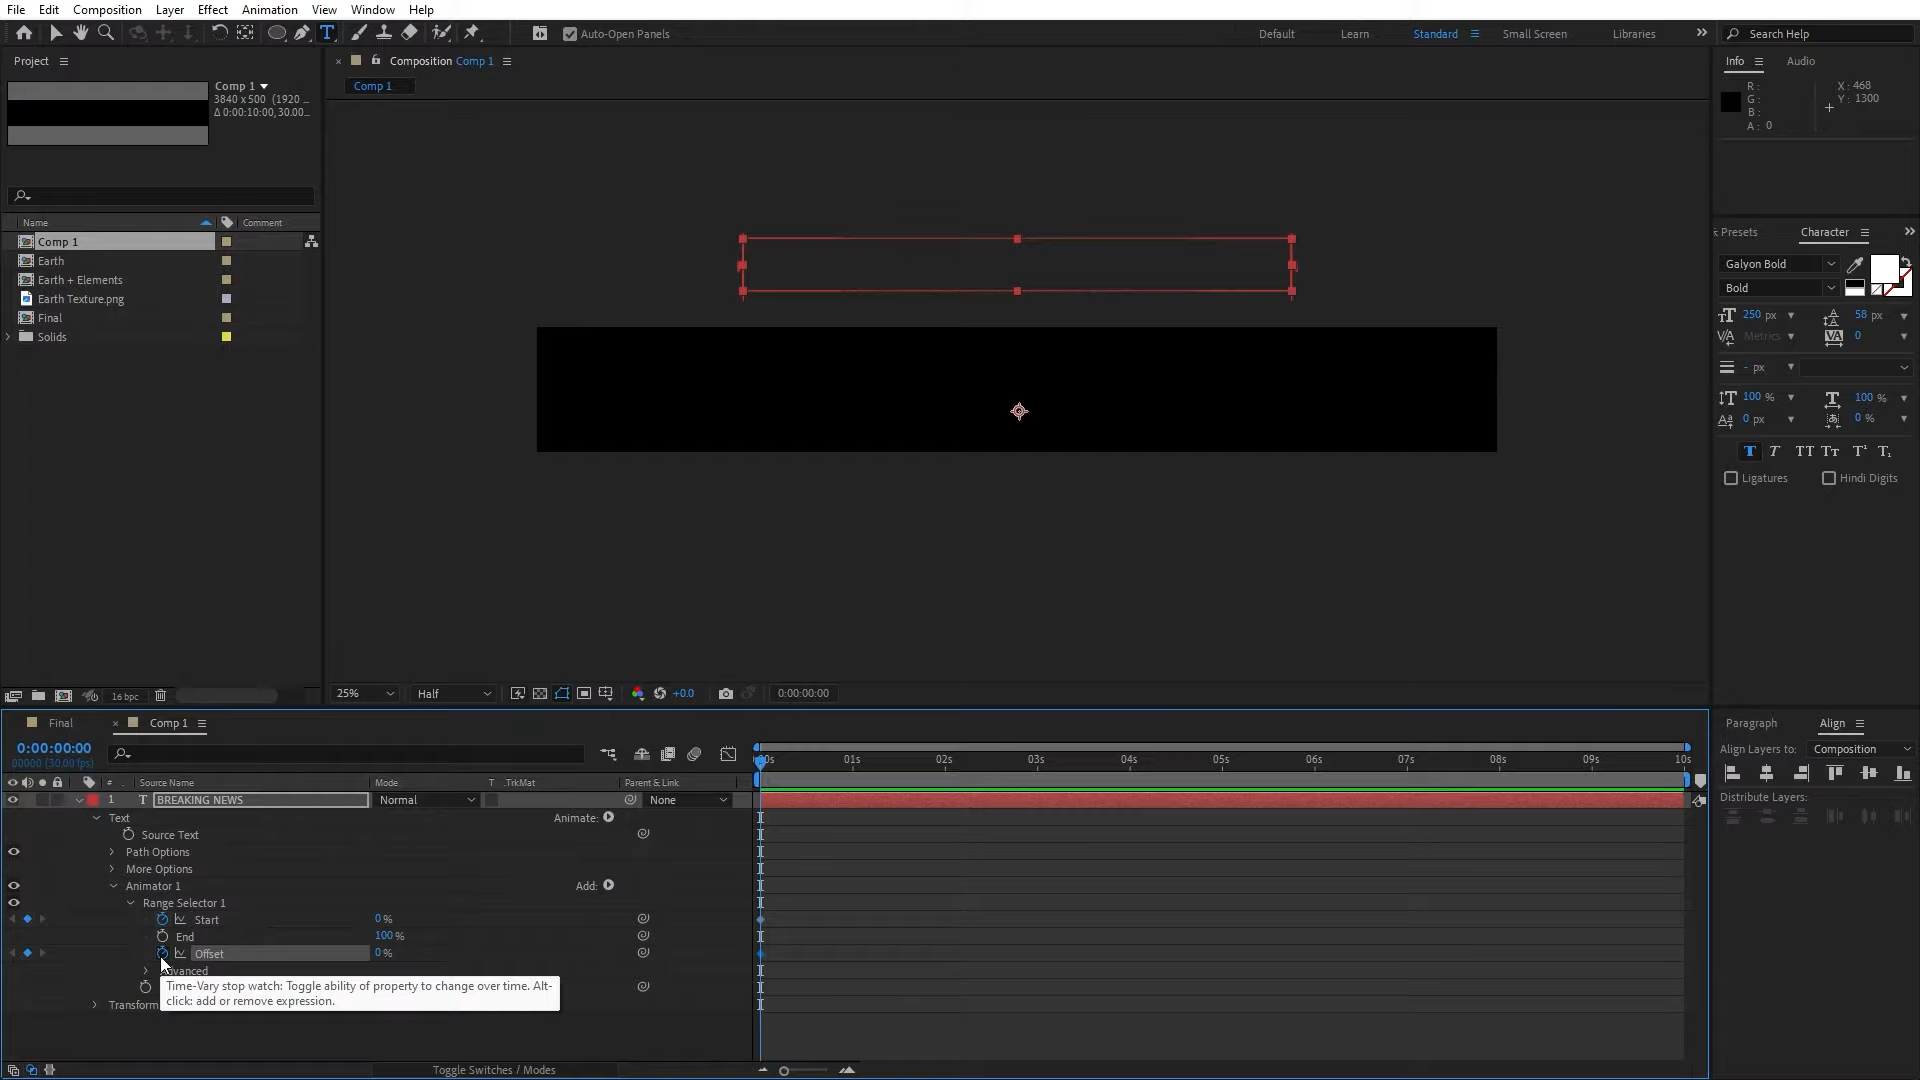 File Edit Composition Layer Effect Animation View Window Help
Auto-Open Panels
Default Learn Standard Small Screen Libraries
Search Help
Project
Comp 1
3840 x 500 (1920 ...
Δ 0:00:10:00, 30.00...
Name Comment
Comp 1
Earth
Earth + Elements
Earth Texture.png
Final
Solids
16 bpc
Composition Comp 1
Comp 1
25% Half +0.0 0:00:00:00
Info Audio
R :
G :
B :
A : 0
X : 468
Y : 1300
Presets Character
Galyon Bold
Bold
250 px 58 px
Metrics 0
- px
100 % 100 %
0 px 0 %
T T TT Tt T¹ T₁
Ligatures Hindi Digits
Final Comp 1
0:00:00:00
00000 (30.00 fps)
# Source Name Mode T .TrkMat Parent & Link
1 T BREAKING NEWS Normal None
Text Animate:
Source Text
Path Options
More Options
Animator 1 Add:
Range Selector 1
Start 0 %
End 100 %
Offset 0 %
Transform
Time-Vary stop watch: Toggle ability of property to change over time. Alt-
click: add or remove expression.
Toggle Switches / Modes
01s 02s 03s 04s 05s 06s 07s 08s 09s 10s
Paragraph Align
Align Layers to: Composition
Distribute Layers: